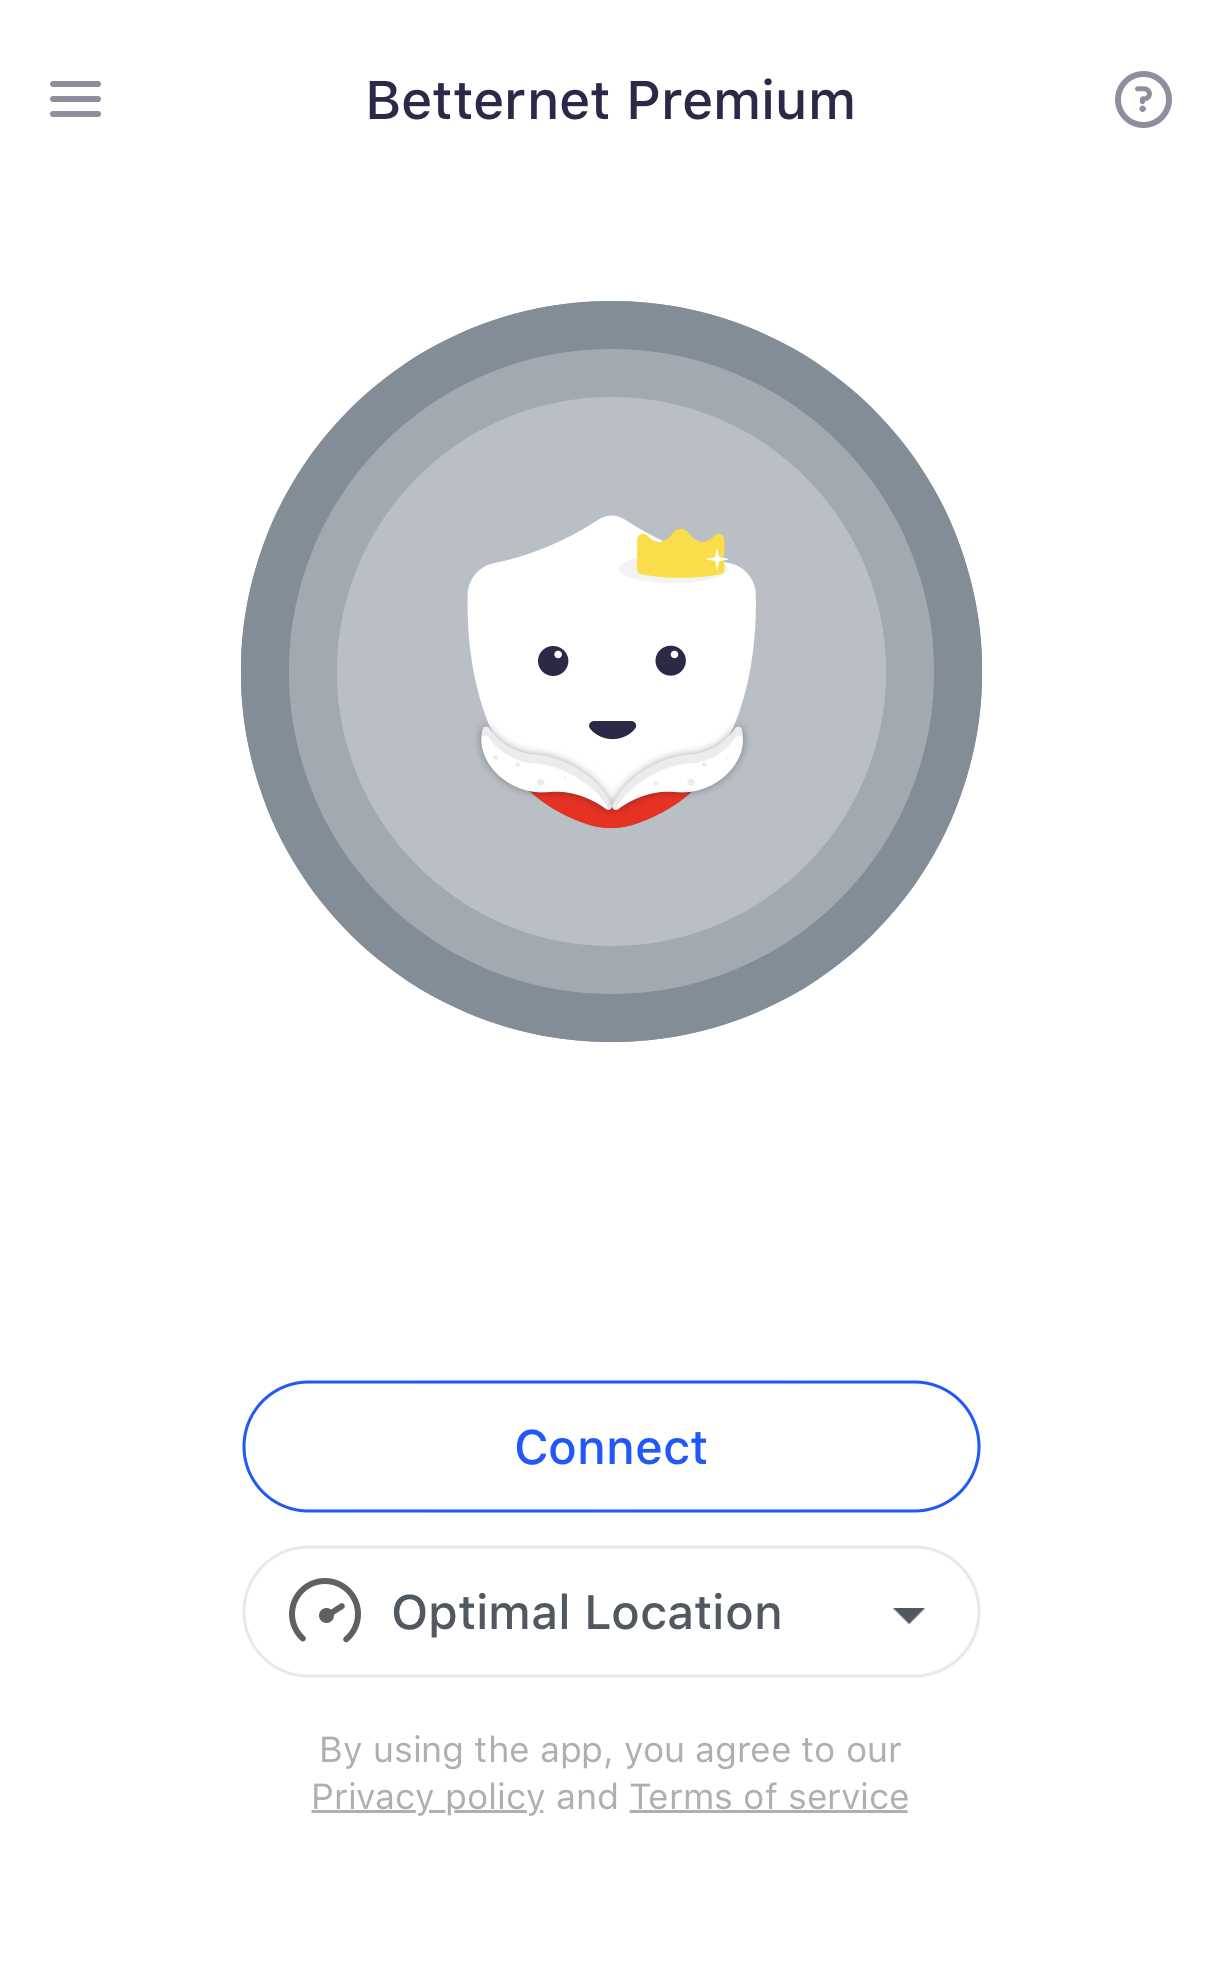 Betternet Premium
Connect
Optimal Location
By using the app, you agree to our
Privacy policy and Terms of service